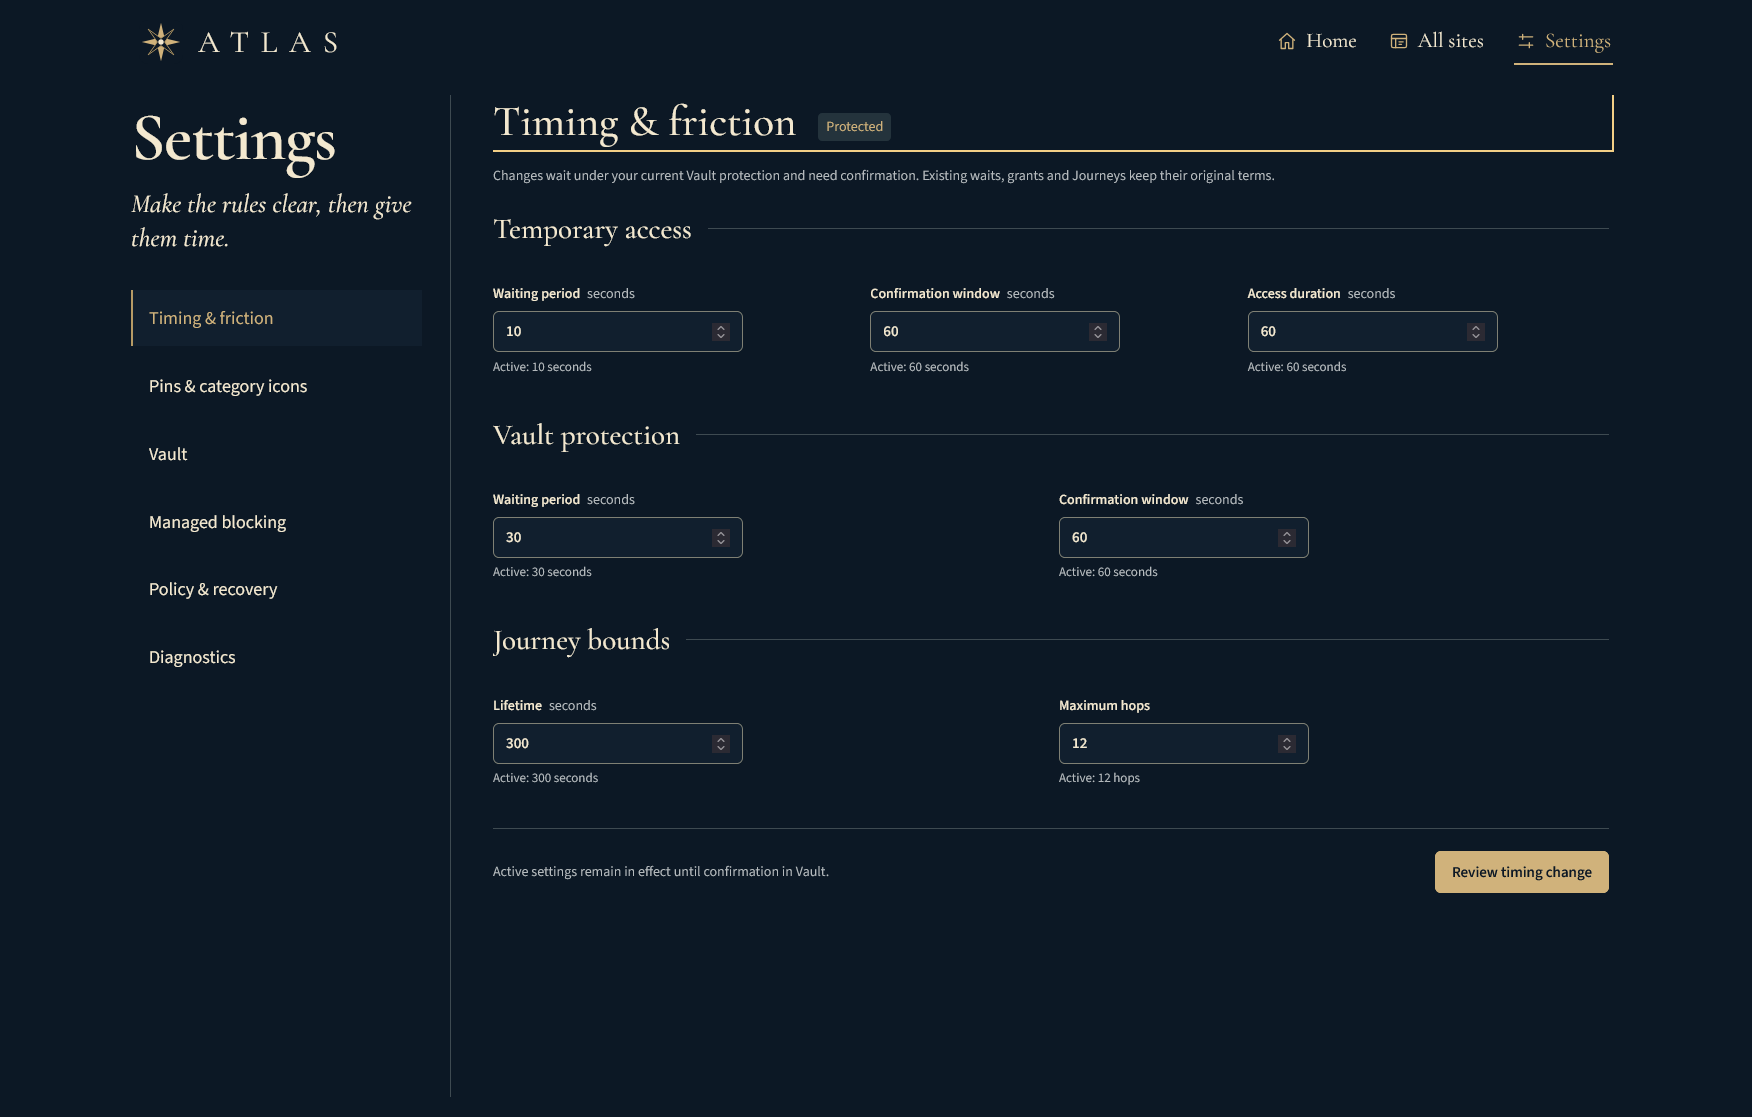 ATLAS
Home
All sites
Settings
Settings
Make the rules clear, then give
them time.
Timing & friction
Pins & category icons
Vault
Managed blocking
Policy & recovery
Diagnostics
Timing & friction Protected
Changes wait under your current Vault protection and need confirmation. Existing waits, grants and Journeys keep their original terms.
Temporary access
Waiting period seconds
10
Active: 10 seconds
Confirmation window seconds
60
Active: 60 seconds
Access duration seconds
60
Active: 60 seconds
Vault protection
Waiting period seconds
30
Active: 30 seconds
Confirmation window seconds
60
Active: 60 seconds
Journey bounds
Lifetime seconds
300
Active: 300 seconds
Maximum hops
12
Active: 12 hops
Active settings remain in effect until confirmation in Vault.
Review timing change